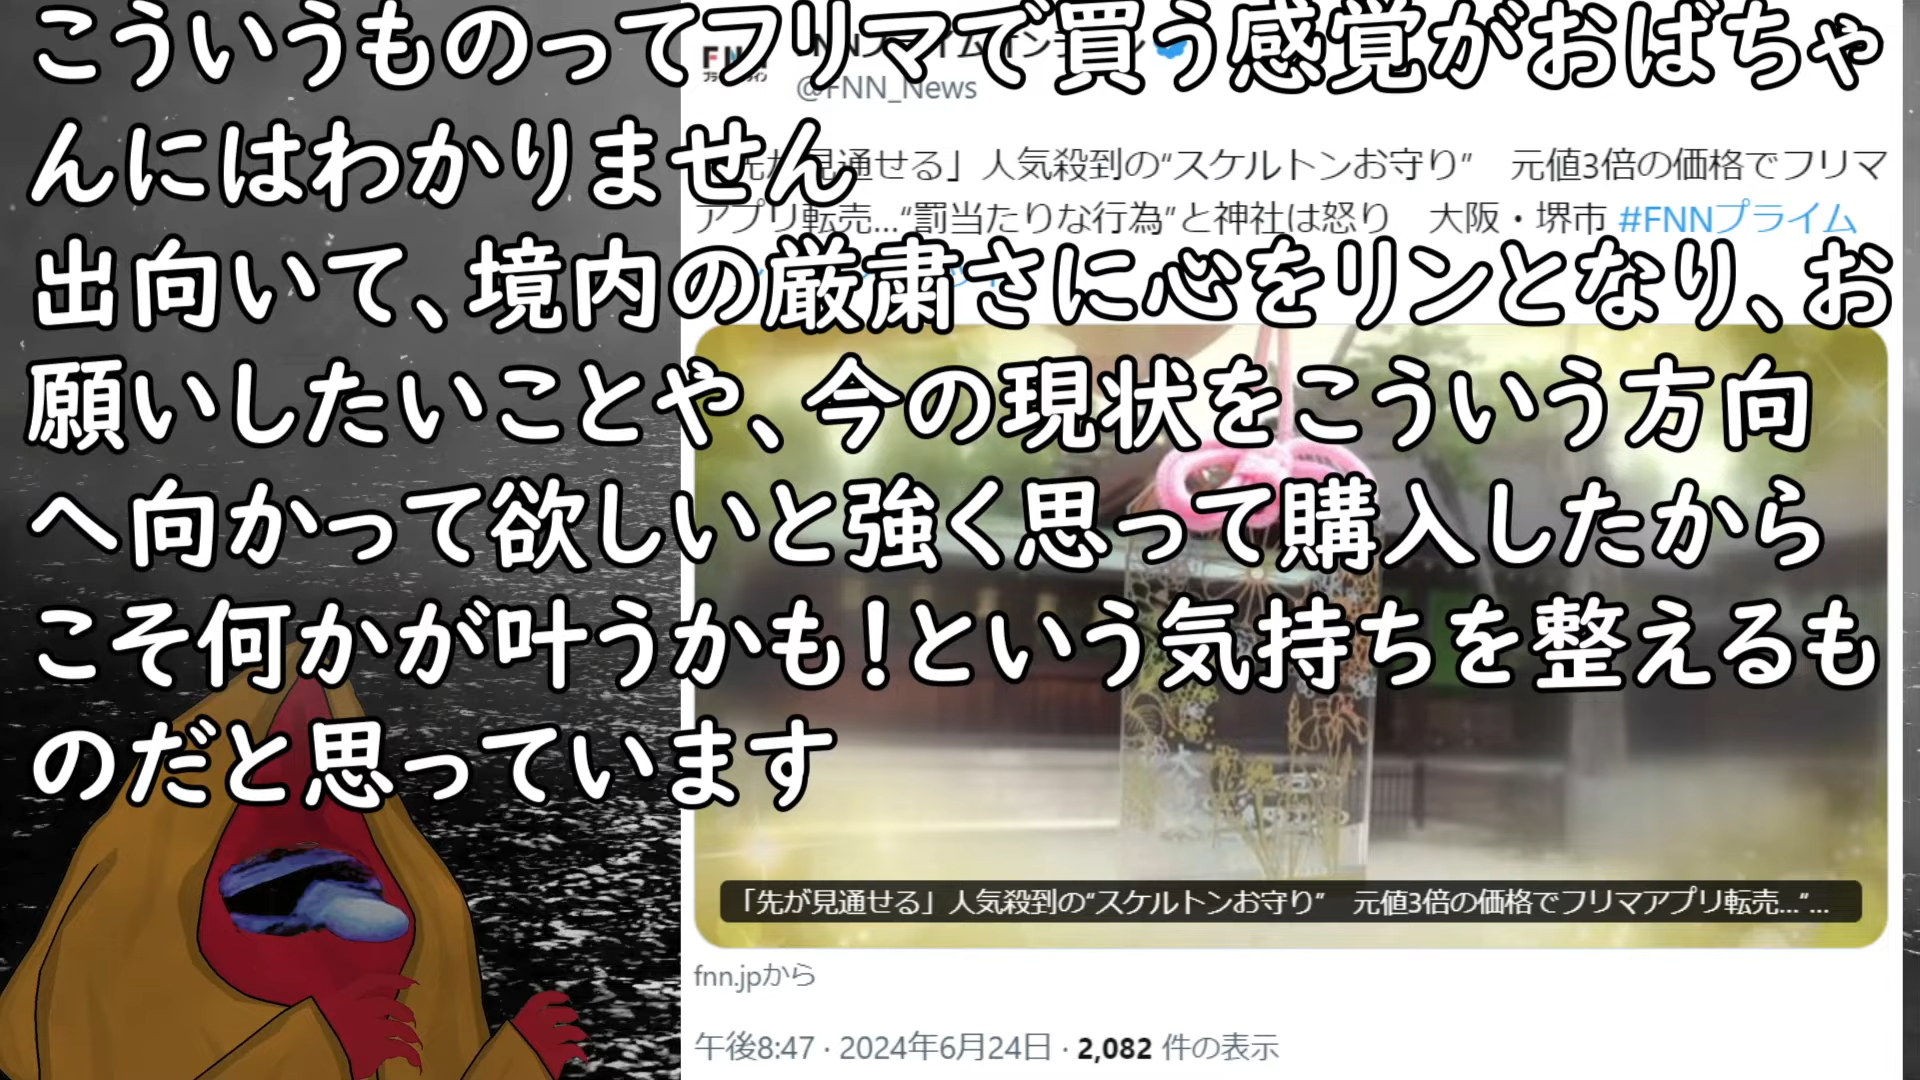 こういうものってフリマで買う感覚がおばちゃ
んにはわかりません
出向いて、境内の厳粛さに心をリンとなり、お
願いしたいことや、今の現状をこういう方向
へ向かって欲しいと強く思って購入したから
こそ何かが叶うかも！という気持ちを整えるも
のだと思っています
@FNN_News
見通せる」人気殺到の“スケルトンお守り”　元値3倍の価格でフリマ
アプリ転売...“罰当たりな行為”と神社は怒り　大阪・堺市 #FNNプライム
「先が見通せる」人気殺到の“スケルトンお守り”　元値3倍の価格でフリマアプリ転売...“...
fnn.jpから
午後8:47 · 2024年6月24日 · 2,082 件の表示